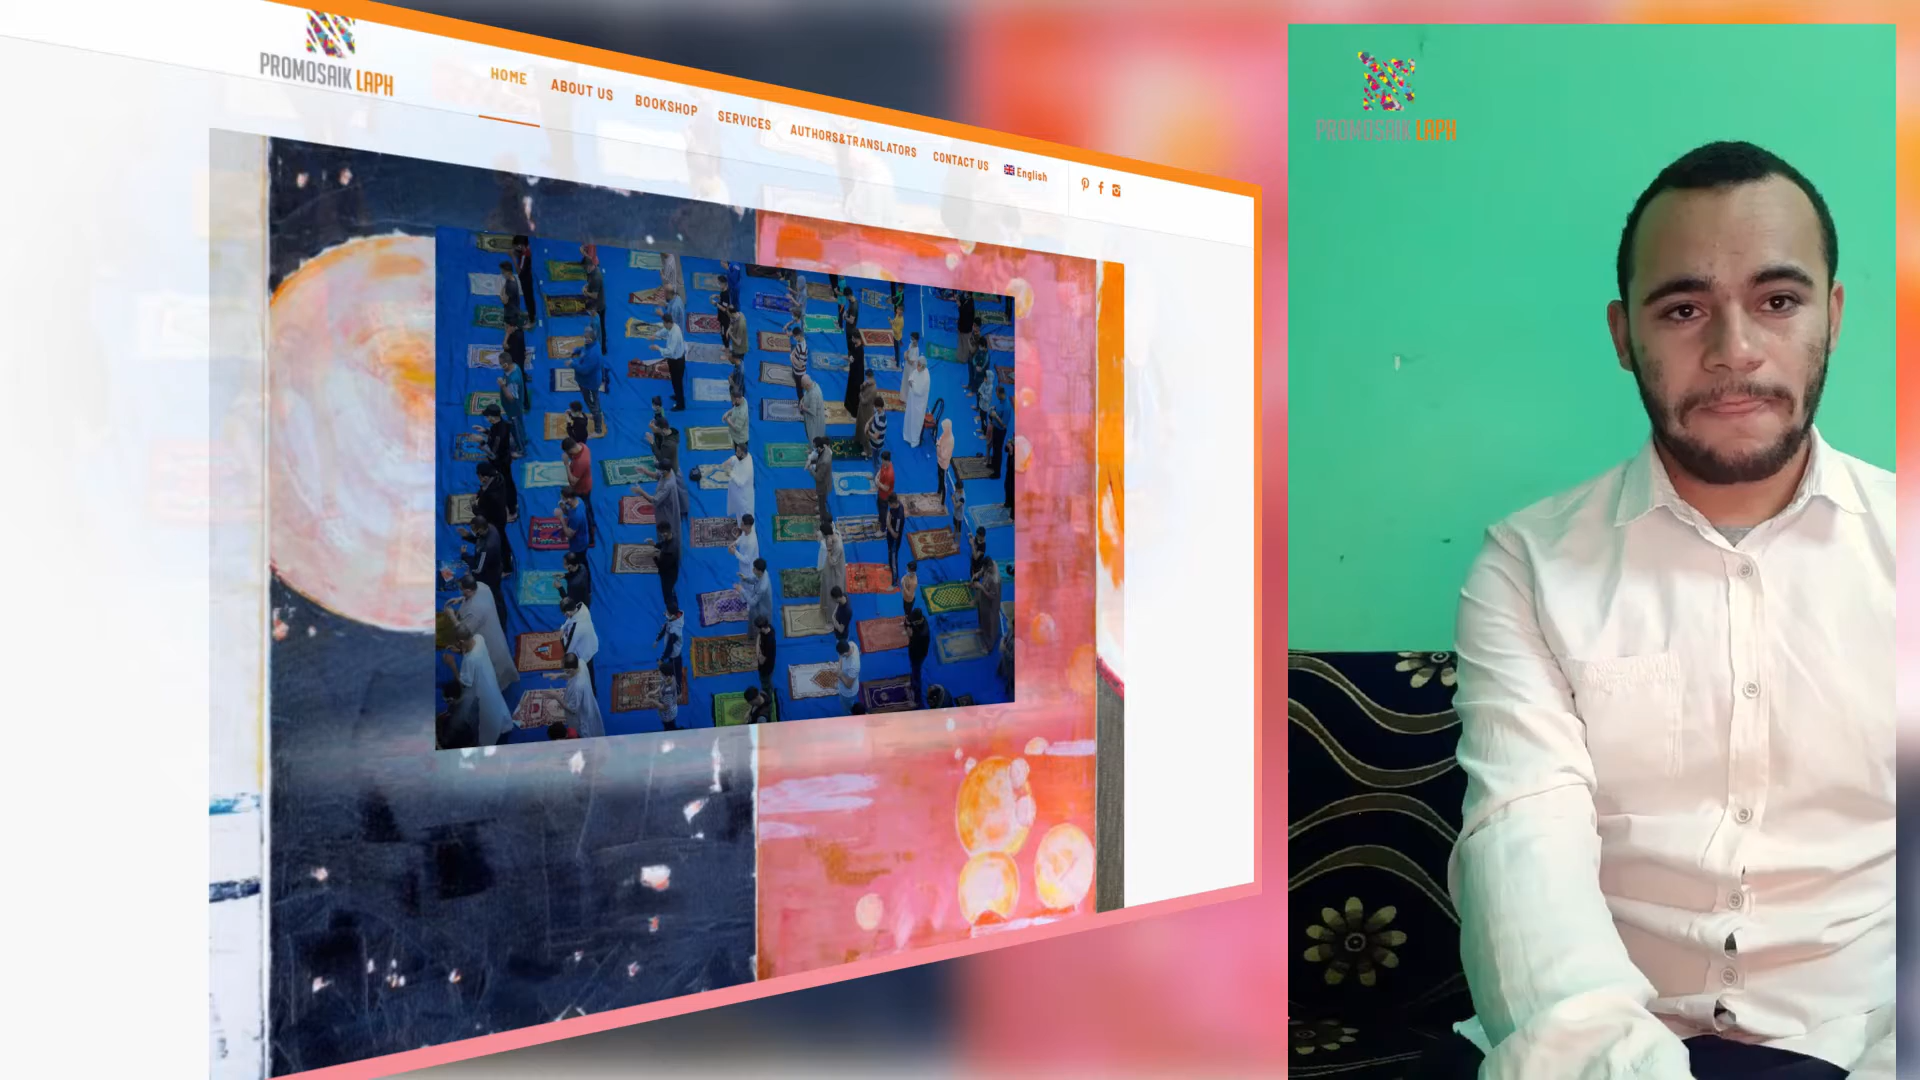 PROMOSAIK LAPH
HOME
ABOUT US
BOOKSHOP
SERVICES
AUTHORS&TRANSLATORS
CONTACT US
English
PROMOSAIK LAPH